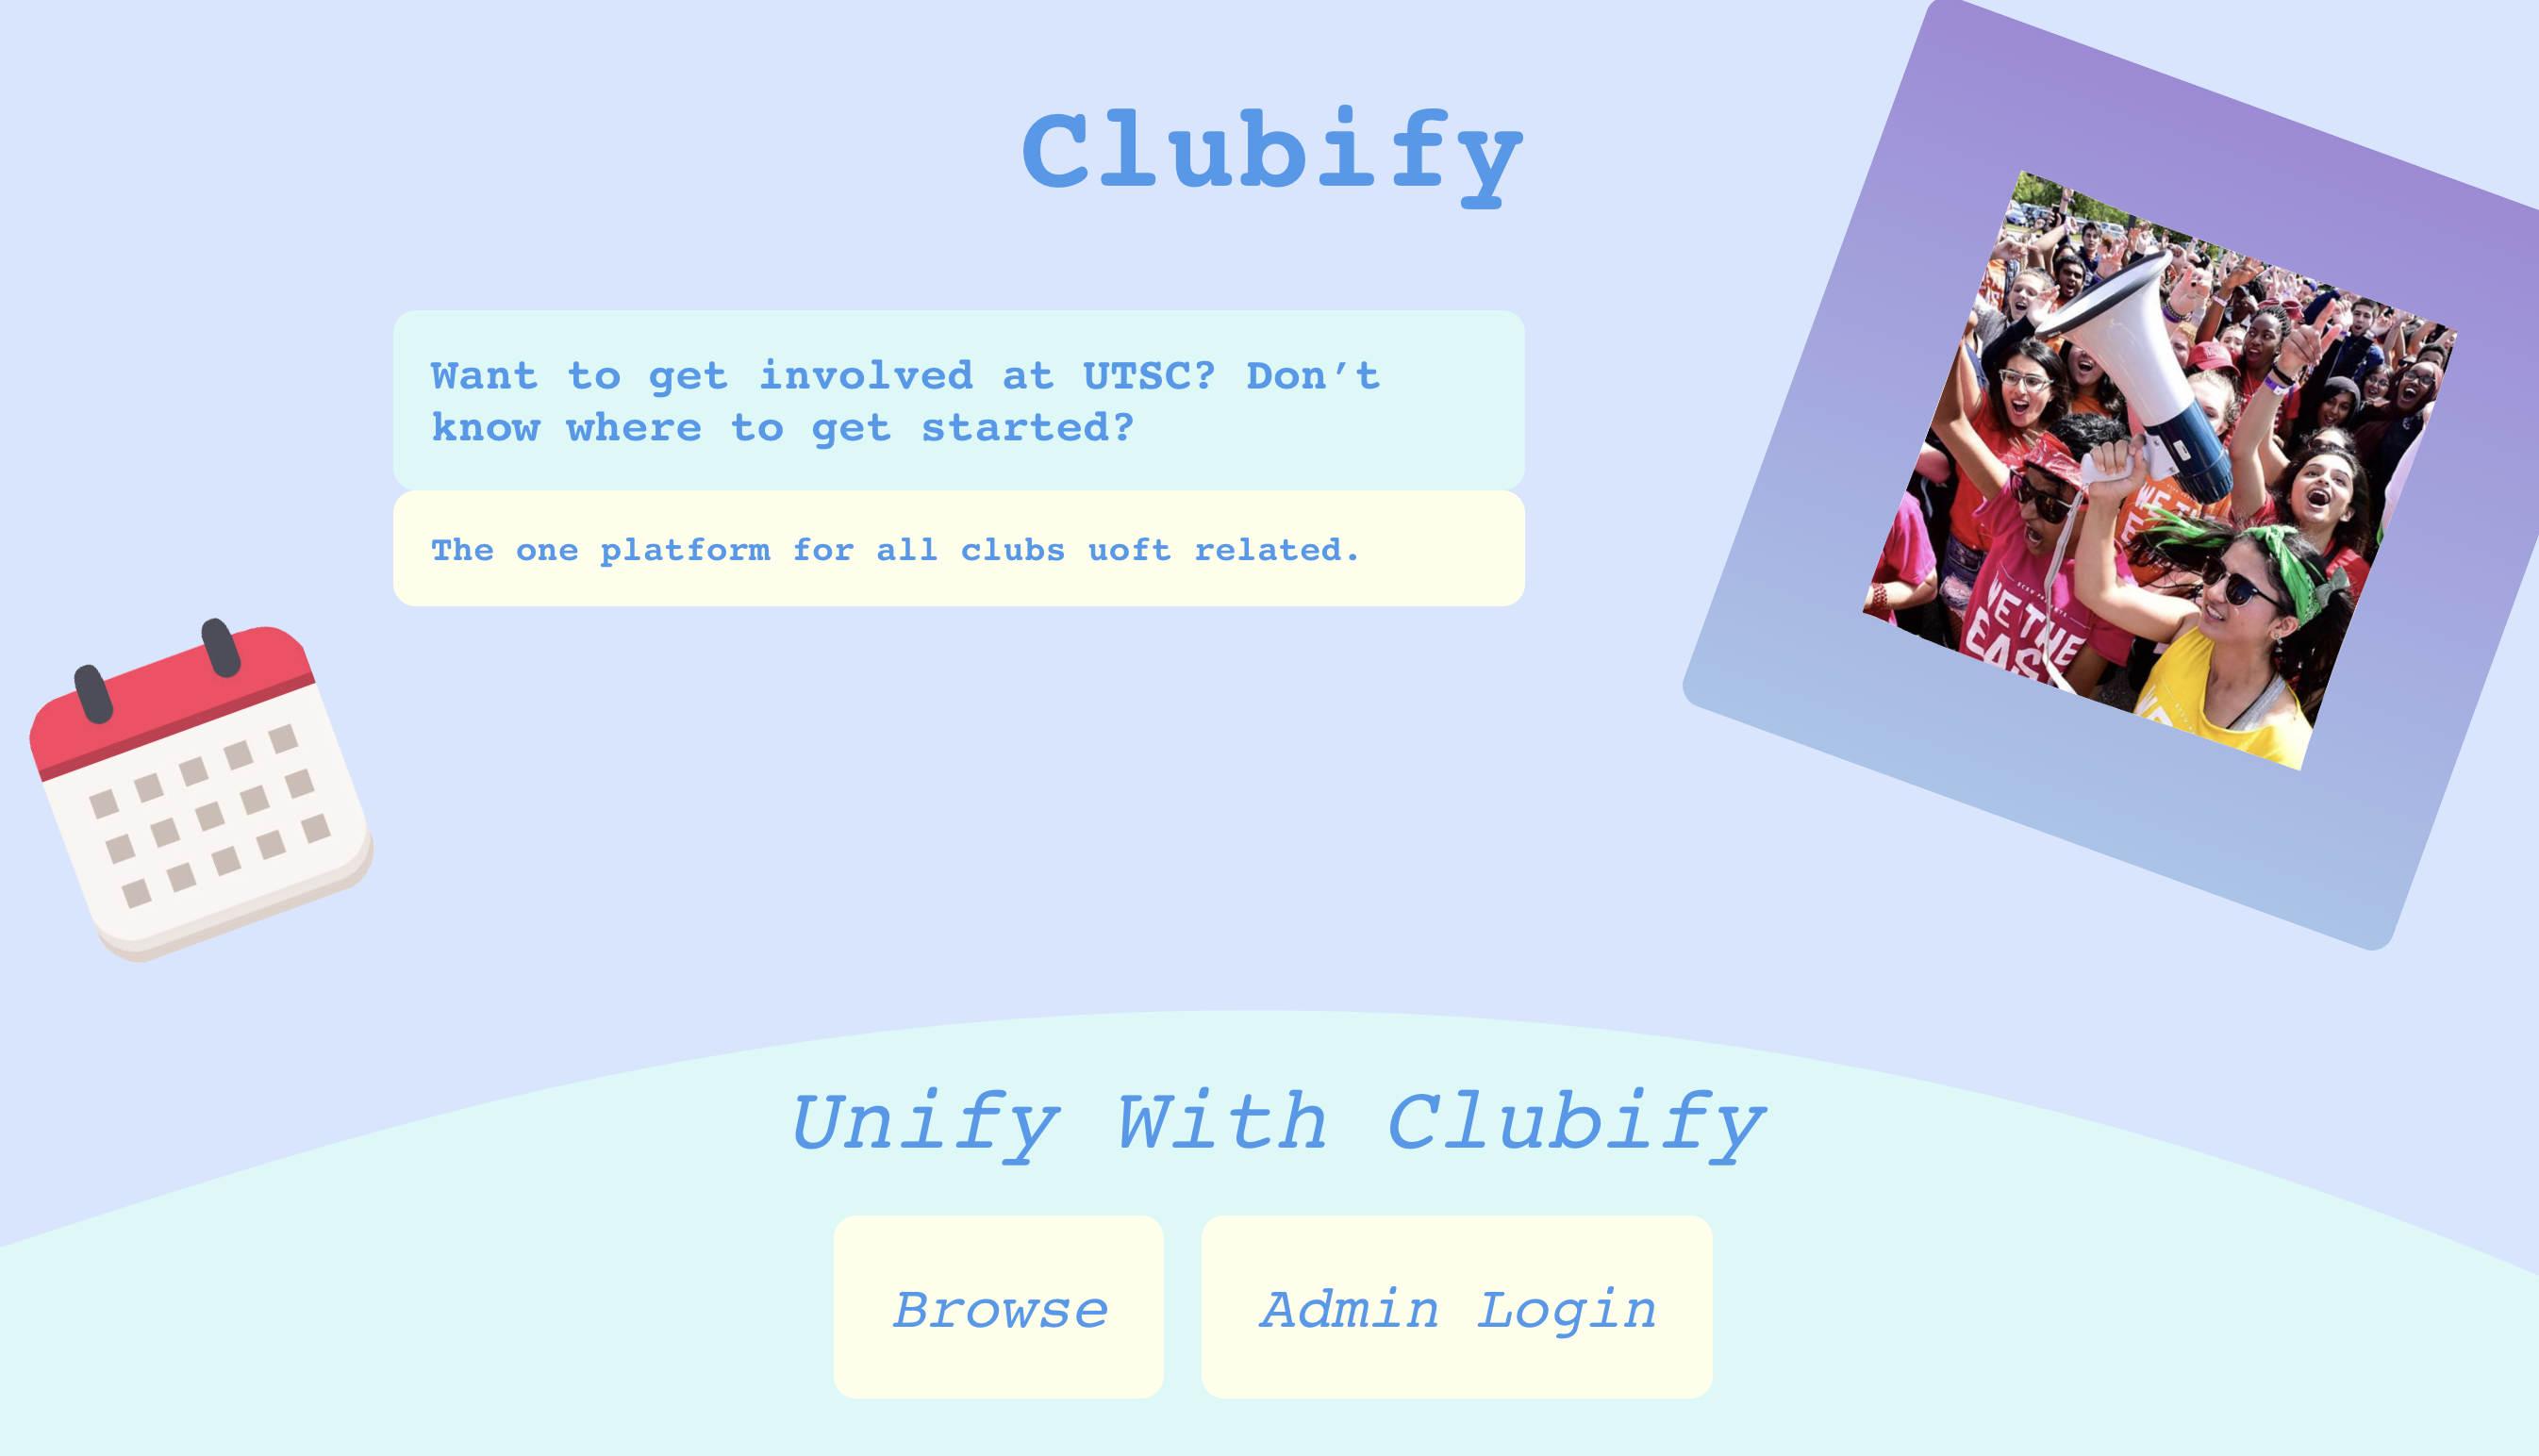 Clubify
Want to get involved at UTSC? Don’t
know where to get started?
The one platform for all clubs uoft related.
WE THE
EAS
Unify With Clubify
Browse
Admin Login